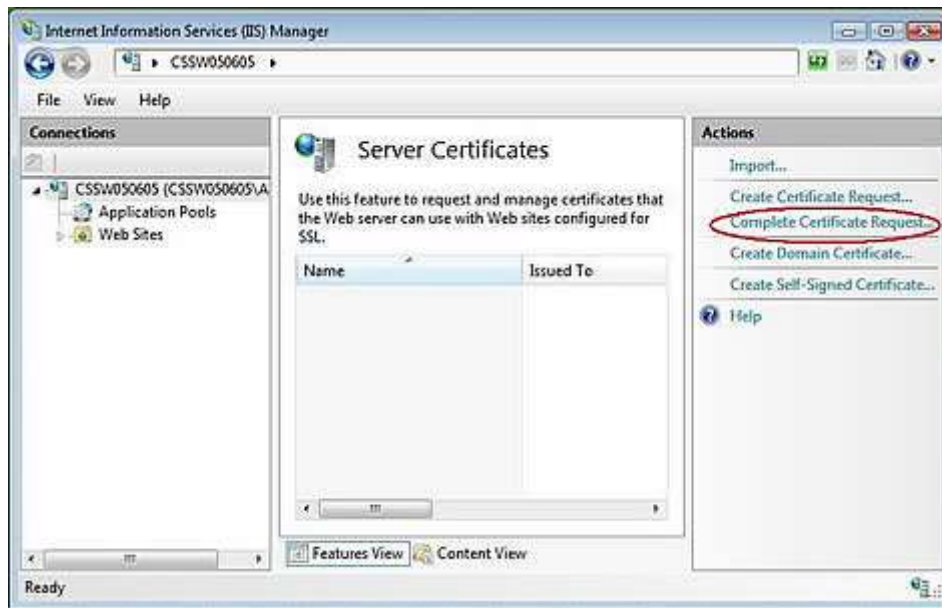 Internet Information Services (IIS) Manager
CSSW050605
File View Help
Connections
CSSW050605 (CSSW050605\A
Application Pools
Web Sites
Server Certificates
Use this feature to request and manage certificates that
the Web server can use with Web sites configured for
SSL.
Name Issued To
Features View Content View
Actions
Import...
Create Certificate Request...
Complete Certificate Request...
Create Domain Certificate...
Create Self-Signed Certificate...
Help
Ready